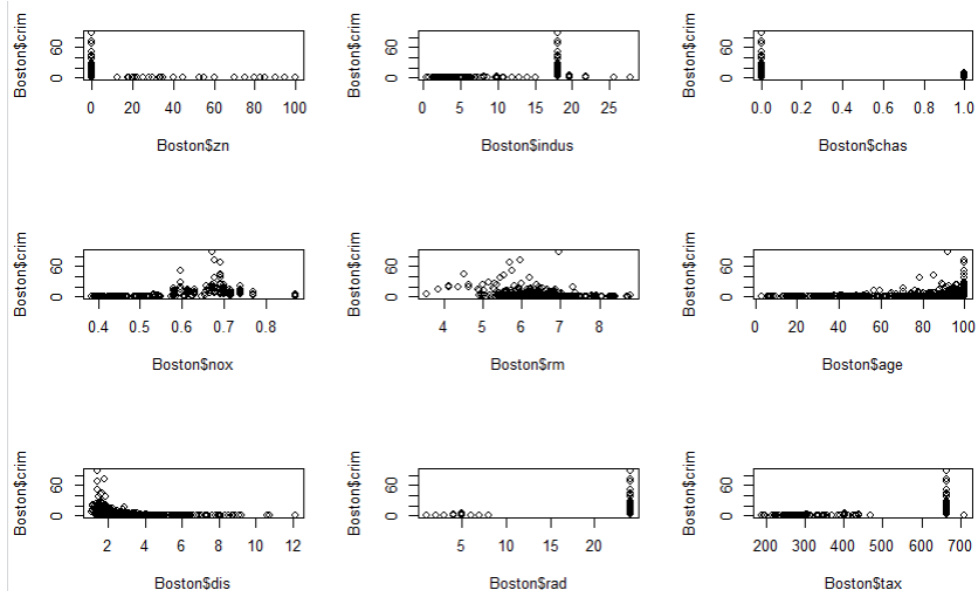 Boston$crim
60
0
0 20 40 60 80 100
Boston$zn
Boston$crim
60
0
0 5 10 15 20 25
Boston$indus
Boston$crim
60
0
0.0 0.2 0.4 0.6 0.8 1.0
Boston$chas
Boston$crim
60
0
0.4 0.5 0.6 0.7 0.8
Boston$nox
Boston$crim
60
0
4 5 6 7 8
Boston$rm
Boston$crim
60
0
0 20 40 60 80 100
Boston$age
Boston$crim
60
0
2 4 6 8 10 12
Boston$dis
Boston$crim
60
0
5 10 15 20
Boston$rad
Boston$crim
60
0
200 300 400 500 600 700
Boston$tax